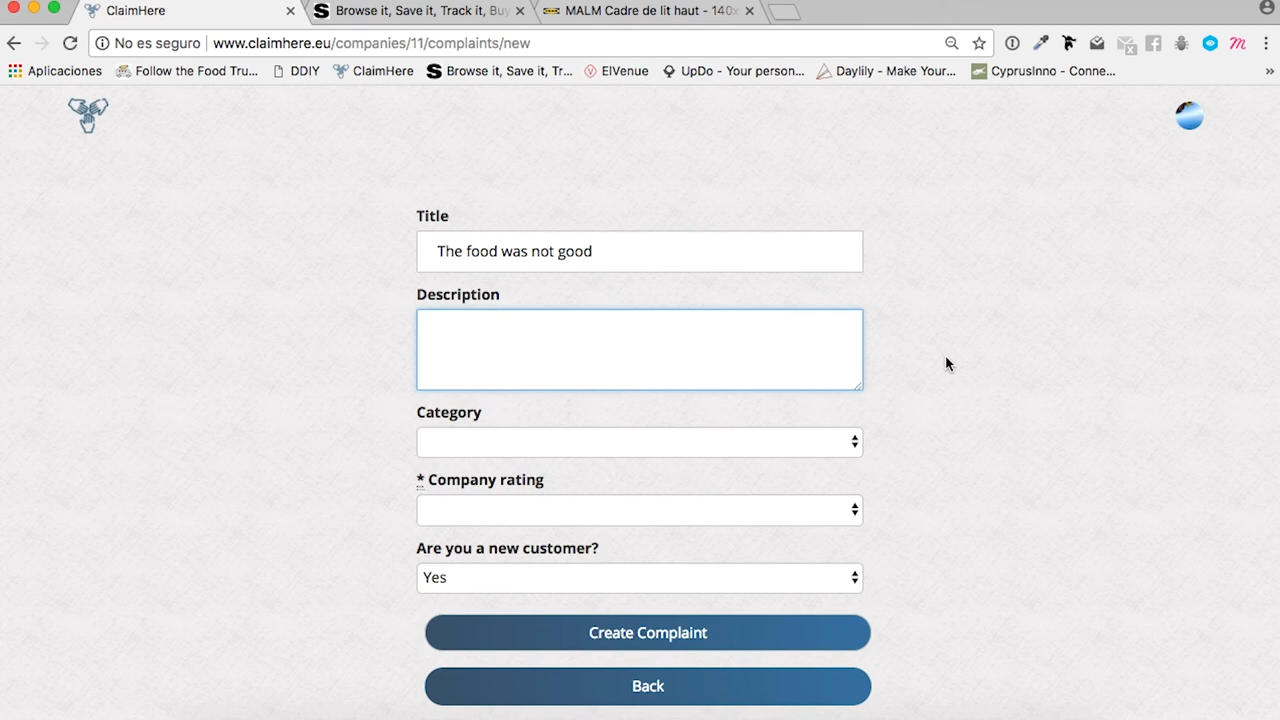 ClaimHere
Browse it, Save it, Track it, Buy
MALM Cadre de lit haut - 140x
No es seguro
www.claimhere.eu/companies/11/complaints/new
Aplicaciones
Follow the Food Tru...
DDIY
ClaimHere
Browse it, Save it, Tr...
ElVenue
UpDo - Your person...
Daylily - Make Your...
CyprusInno - Conne...
»
Title
The food was not good
Description
Category
* Company rating
Are you a new customer?
Yes
Create Complaint
Back